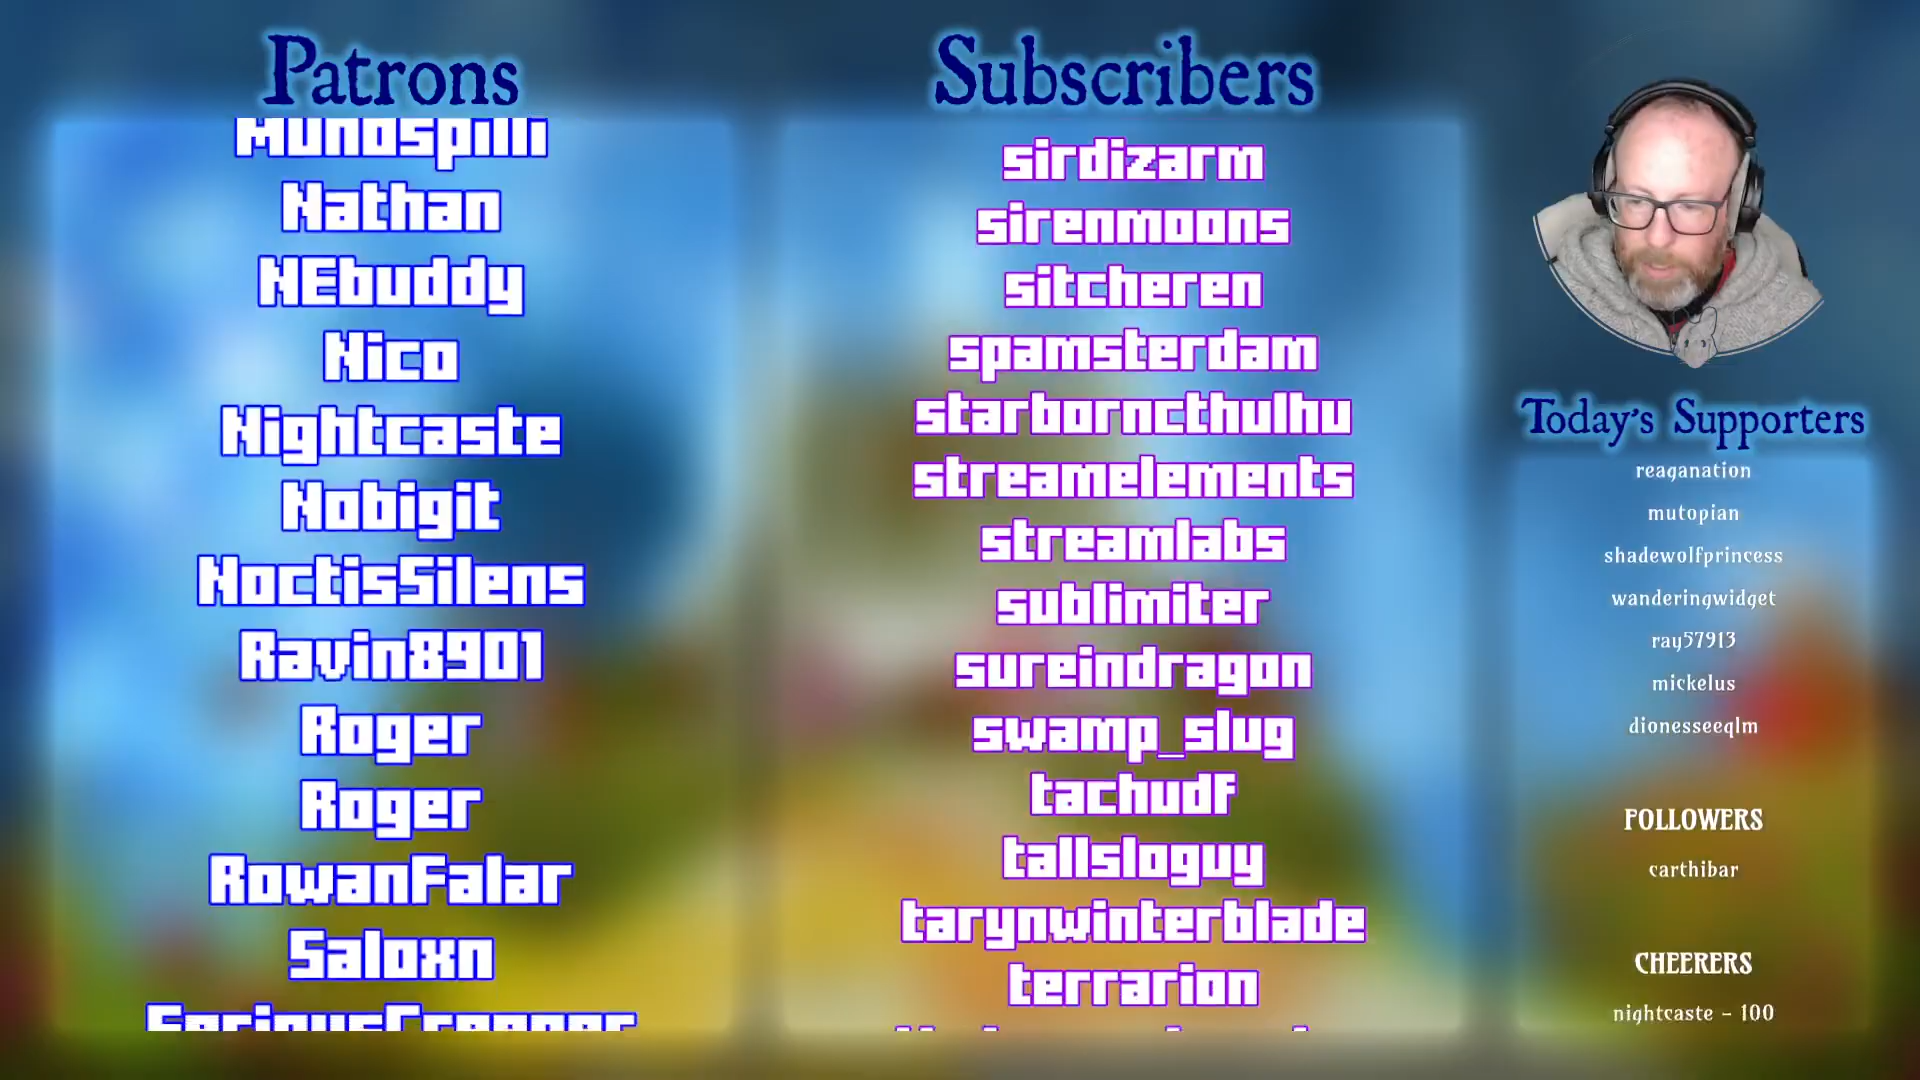 Patrons
Nathan
NEbuddy
Nico
Nightcaste
Nobigit
NoctisSilens
Ravin8901
Roger
Roger
RowanFalar
Saloxn
SeriousCreeper
Subscribers
sirdizarm
sirenmoons
sitcheren
spamsterdam
starborncthulhu
streamelements
streamlabs
sublimiter
sureindragon
swamp_slug
tachudf
tallsloguy
tarynwinterblade
terrarion
Today's Supporters
reaganation
mutopian
shadewolfprincess
wanderingwidget
ray57913
mickelus
dionesseeqlm
FOLLOWERS
carthibar
CHEERERS
nightcaste - 100